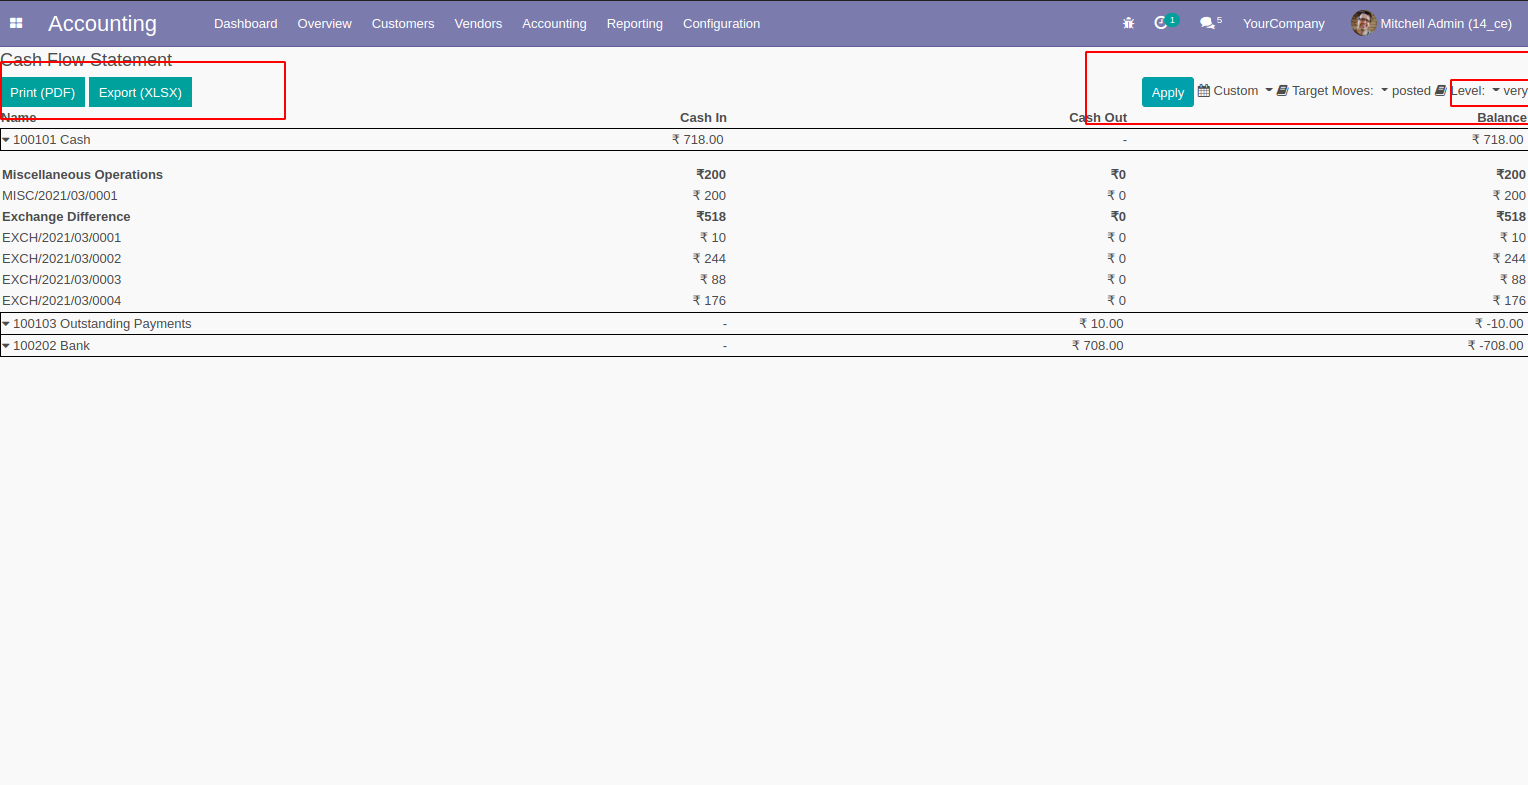 Accounting Dashboard Overview Customers Vendors Accounting Reporting Configuration 1 5 YourCompany Mitchell Admin (14_ce)
Cash Flow Statement
Print (PDF) Export (XLSX) Apply Custom Target Moves: posted Level: very
Name Cash In Cash Out Balance
100101 Cash ₹ 718.00 - ₹ 718.00
Miscellaneous Operations ₹200 ₹0 ₹200
MISC/2021/03/0001 ₹ 200 ₹ 0 ₹ 200
Exchange Difference ₹518 ₹0 ₹518
EXCH/2021/03/0001 ₹ 10 ₹ 0 ₹ 10
EXCH/2021/03/0002 ₹ 244 ₹ 0 ₹ 244
EXCH/2021/03/0003 ₹ 88 ₹ 0 ₹ 88
EXCH/2021/03/0004 ₹ 176 ₹ 0 ₹ 176
100103 Outstanding Payments - ₹ 10.00 ₹ -10.00
100202 Bank - ₹ 708.00 ₹ -708.00